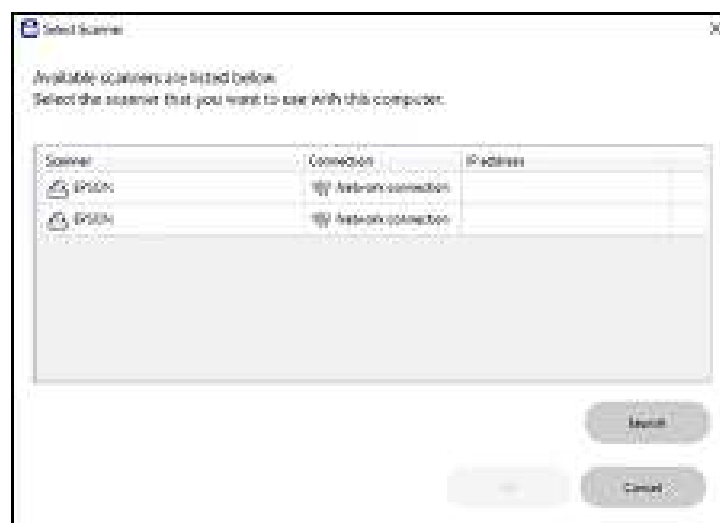 Select Scanner
Available scanners are listed below.
Select the scanner that you want to use with this computer.
Scanner Connection IP address
EPSON Network connection
EPSON Network connection
Cancel